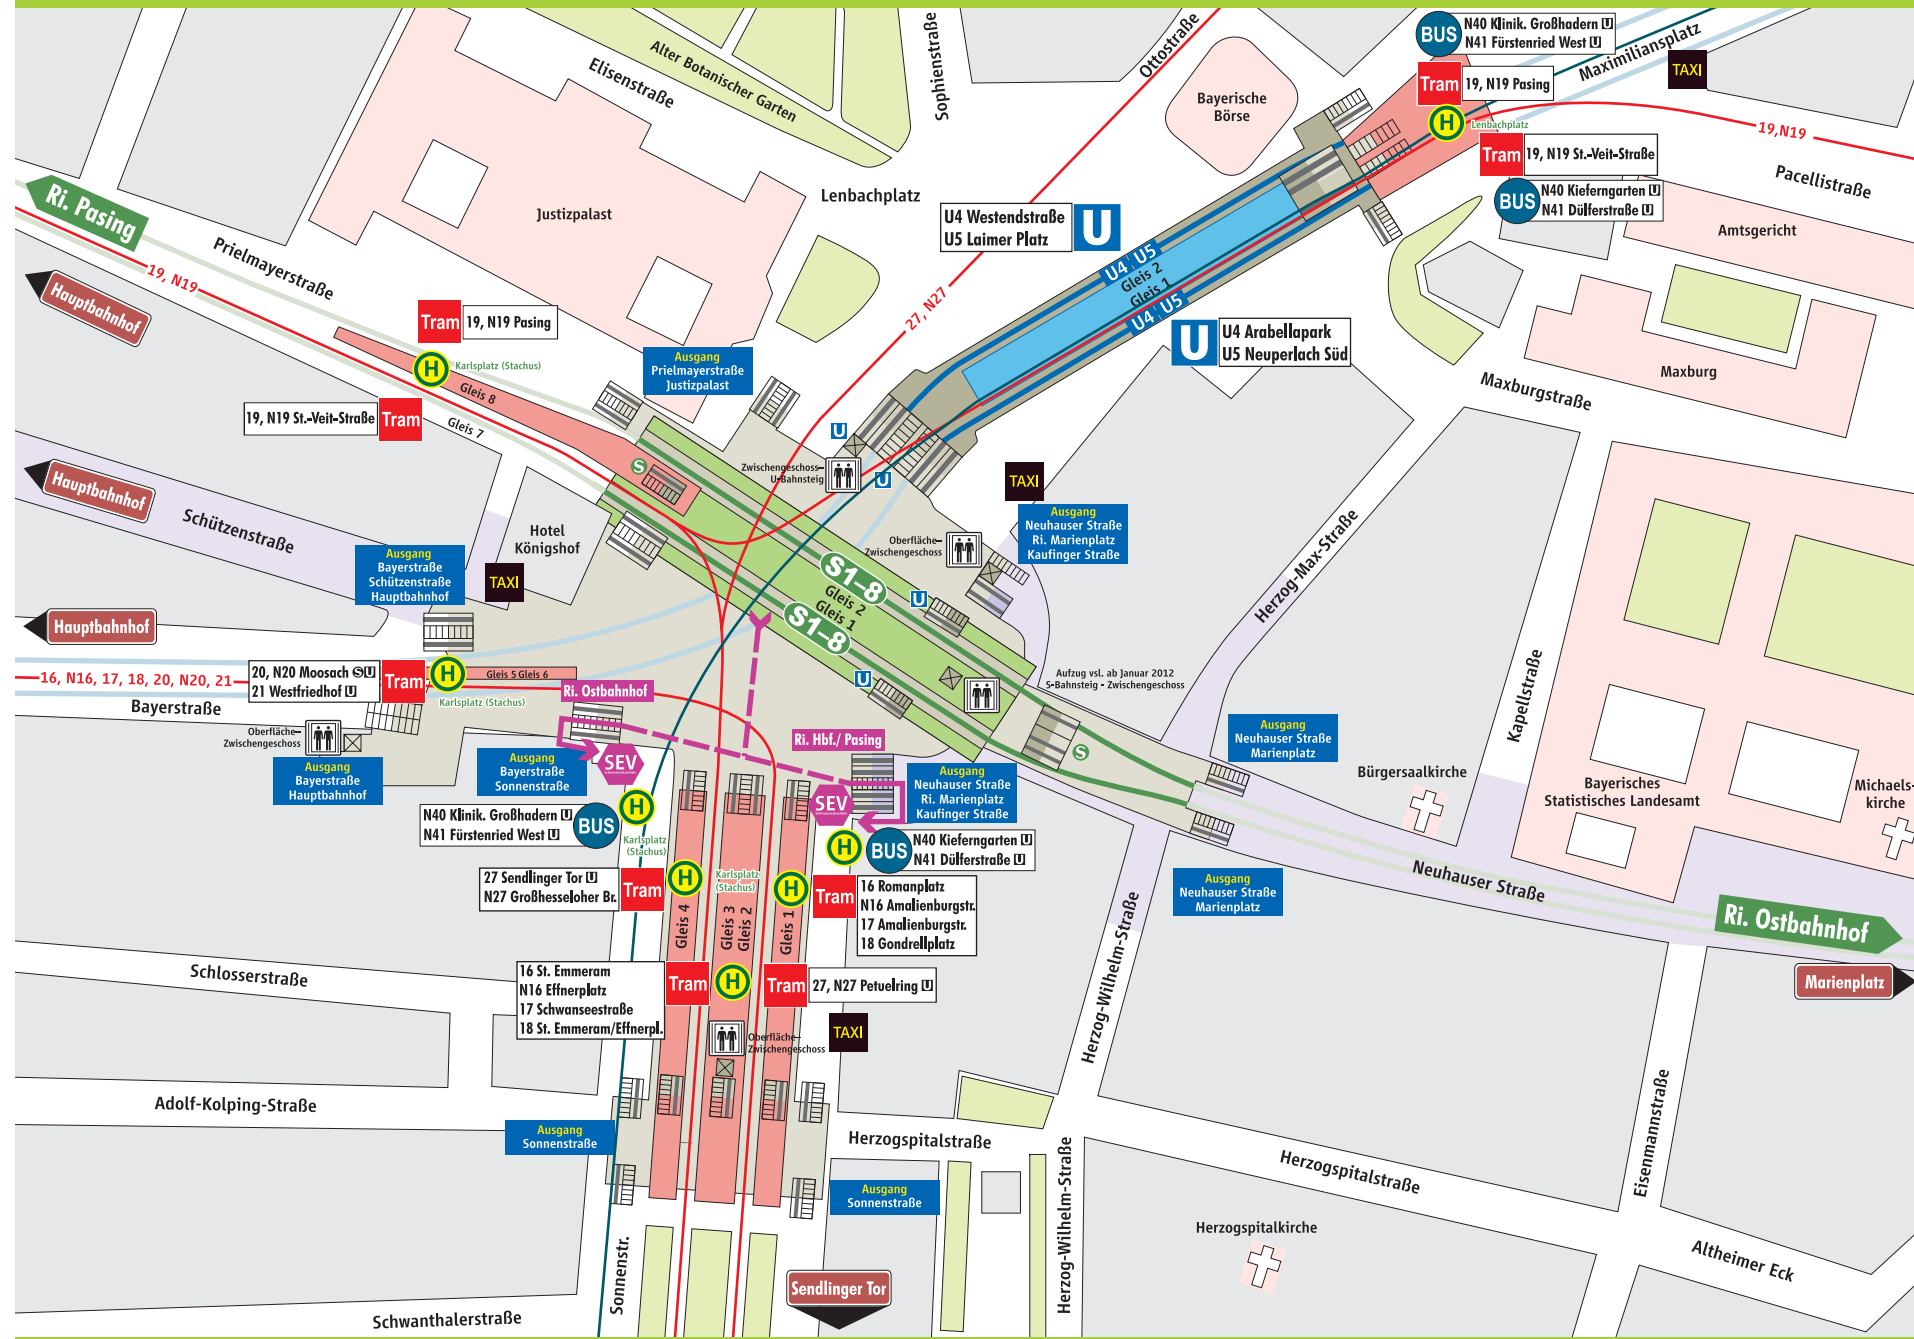 N40 Klinik. Großhadern U
N41 Fürstenried West U
BUS
Maximiliansplatz
TAXI
Tram
19, N19 Pasing
H
Lenbachplatz
19,N19
Tram
19, N19 St.-Veit-Straße
BUS
N40 Kieferngarten U
N41 Dülferstraße U
Pacellistraße
Amtsgericht
Ottostraße
Sophienstraße
Alter Botanischer Garten
Elisenstraße
Bayerische
Börse
Lenbachplatz
Justizpalast
U4 Westendstraße
U5 Laimer Platz
U
U4 U5
Gleis 2
Gleis 1
U4 U5
U
U4 Arabellapark
U5 Neuperlach Süd
27, N27
Maxburg
Maxburgstraße
Ri. Pasing
Prielmayerstraße
19, N19
Hauptbahnhof
Tram
19, N19 Pasing
H
Karlsplatz (Stachus)
Gleis 8
Gleis 7
19, N19 St.-Veit-Straße
Tram
Ausgang
Prielmayerstraße
Justizpalast
Hauptbahnhof
Schützenstraße
Hotel
Königshof
S
Zwischengeschoss–
U-Bahnsteig
U
U
TAXI
Ausgang
Neuhauser Straße
Ri. Marienplatz
Kaufinger Straße
Oberfläche–
Zwischengeschoss
Herzog-Max-Straße
Ausgang
Bayerstraße
Schützenstraße
Hauptbahnhof
TAXI
S1–8
Gleis 2
Gleis 1
S1–8
U
U
Hauptbahnhof
16, N16, 17, 18, 20, N20, 21
20, N20 Moosach S U
21 Westfriedhof U
Tram
H
Gleis 5 Gleis 6
Karlsplatz (Stachus)
Bayerstraße
Oberfläche–
Zwischengeschoss
Ausgang
Bayerstraße
Hauptbahnhof
Ri. Ostbahnhof
Ausgang
Bayerstraße
Sonnenstraße
SEV
Ri. Hbf./ Pasing
SEV
Ausgang
Neuhauser Straße
Ri. Marienplatz
Kaufinger Straße
Aufzug vsl. ab Januar 2012
S-Bahnsteig - Zwischengeschoss
S
Ausgang
Neuhauser Straße
Marienplatz
Kapellstraße
Bürgersaalkirche
Bayerisches
Statistisches Landesamt
Michaels-
kirche
N40 Klinik. Großhadern U
N41 Fürstenried West U
BUS
H
Karlsplatz
(Stachus)
H
BUS
N40 Kieferngarten U
N41 Dülferstraße U
27 Sendlinger Tor U
N27 Großhesseloher Br.
Tram
H
Karlsplatz
(Stachus)
H
Tram
16 Romanplatz
N16 Amalienburgstr.
17 Amalienburgstr.
18 Gondrellplatz
Gleis 4
Gleis 3
Gleis 2
Gleis 1
Ausgang
Neuhauser Straße
Marienplatz
Neuhauser Straße
Ri. Ostbahnhof
Marienplatz
Herzog-Wilhelm-Straße
Schlosserstraße
16 St. Emmeram
N16 Effnerplatz
17 Schwanseestraße
18 St. Emmeram/Effnerpl.
Tram
H
Tram
27, N27 Petuelring U
Oberfläche–
Zwischengeschoss
TAXI
Adolf-Kolping-Straße
Ausgang
Sonnenstraße
Herzogspitalstraße
Herzogspitalstraße
Ausgang
Sonnenstraße
Herzog-Wilhelm-Straße
Eisenmannstraße
Herzogspitalkirche
Altheimer Eck
Sonnenstr.
Sendlinger Tor
Schwanthalerstraße